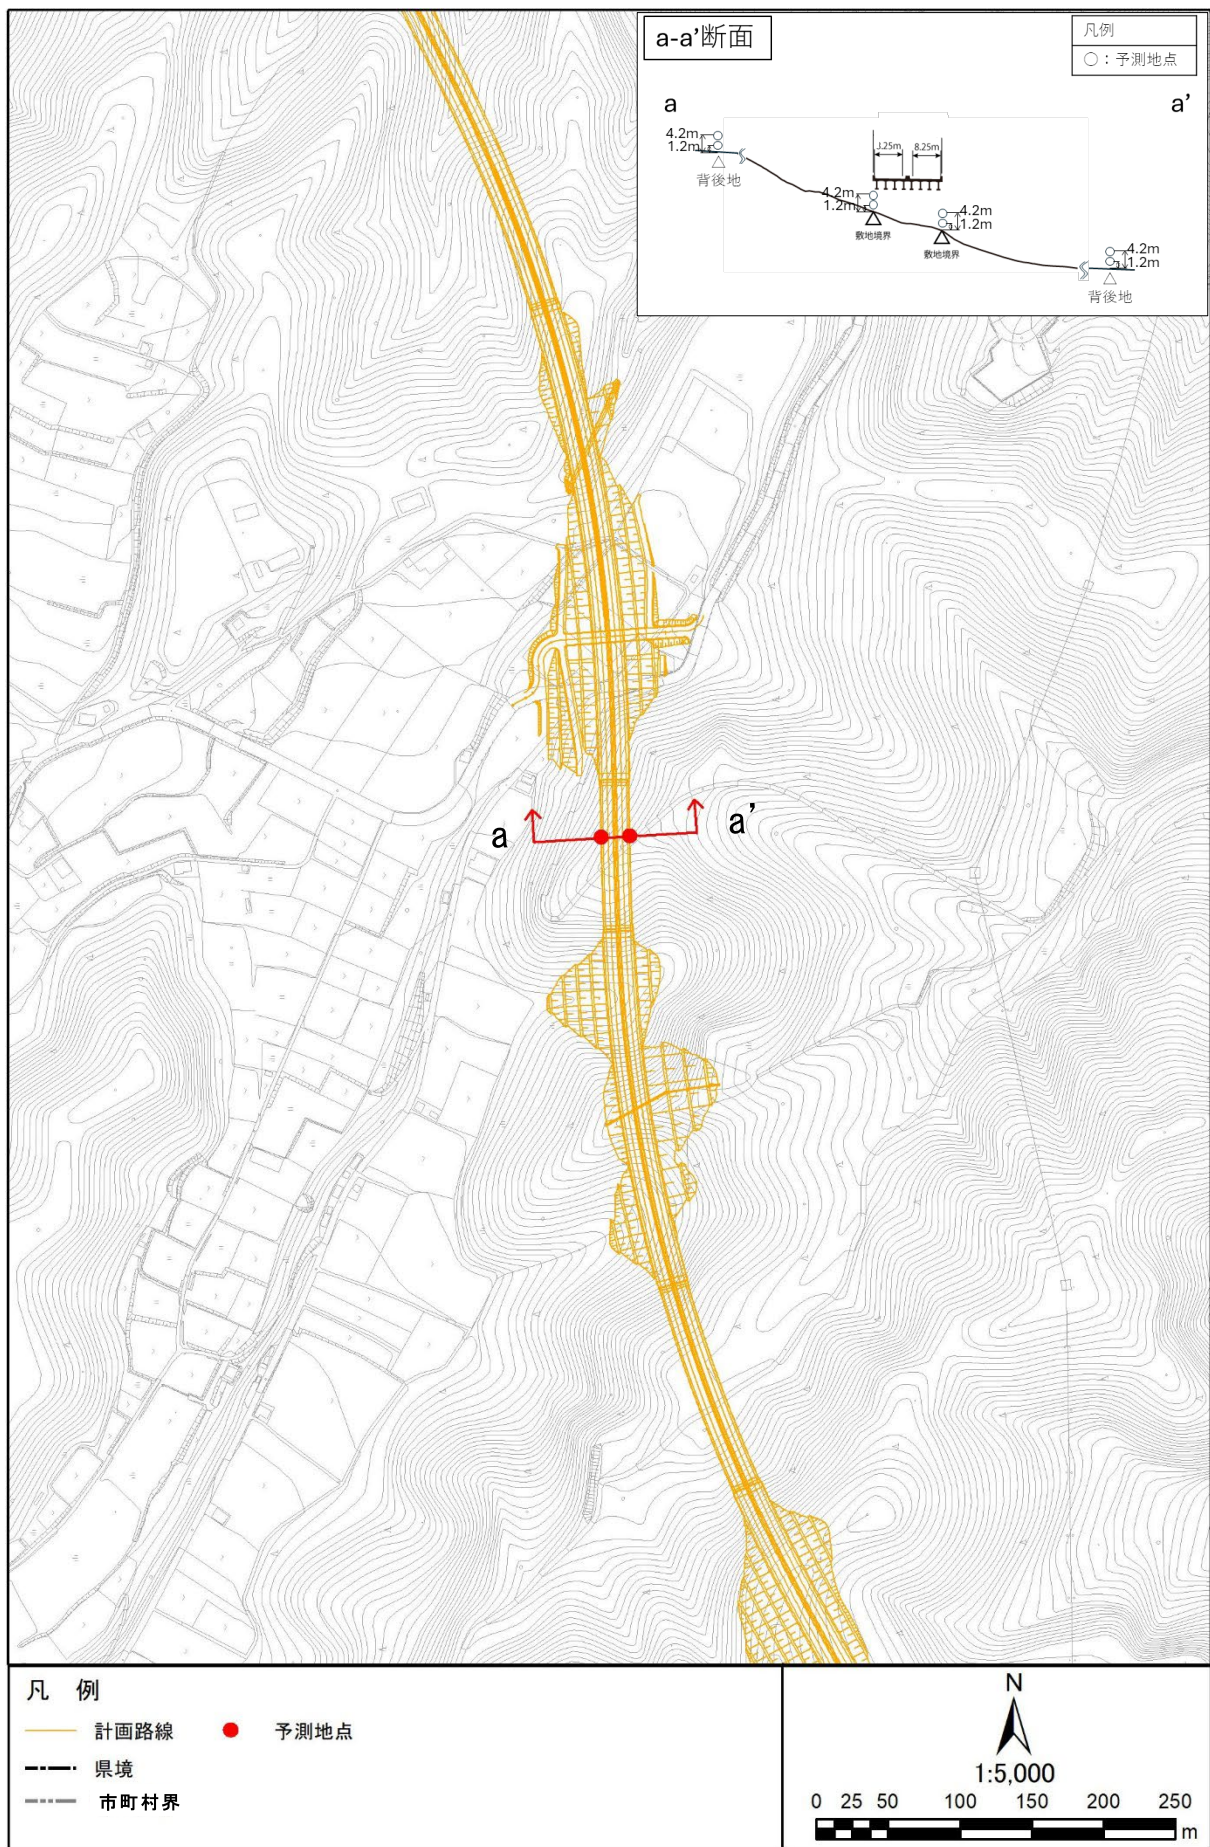 a-a’断面
凡例
○：予測地点
a
a’
4.2m
1.2m
背後地
8.25m
4.2m
1.2m
敷地境界
4.2m
1.2m
敷地境界
4.2m
1.2m
背後地
a
a’
凡 例
計画路線
予測地点
県境
市町村界
N
1:5,000
0 25 50 100 150 200 250
m